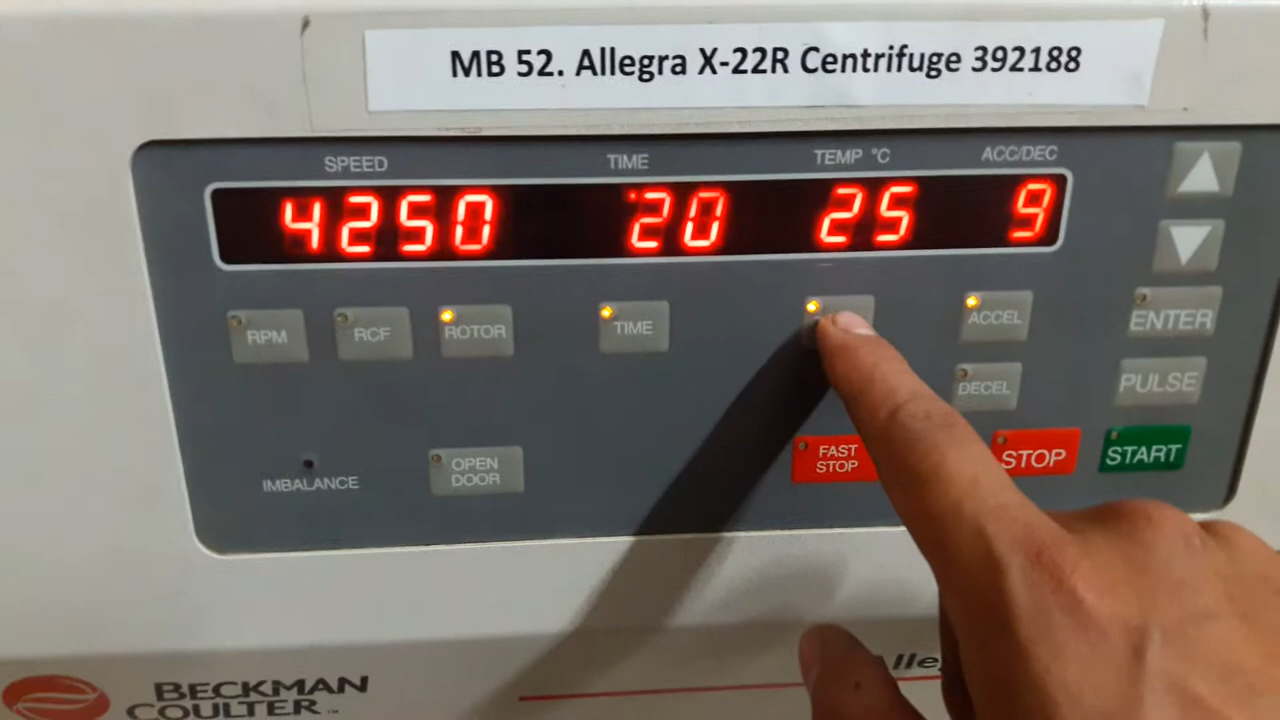 MB 52. Allegra X-22R Centrifuge 392188
SPEED TIME TEMP °C ACC/DEC
4250 20 25 9
RPM RCF ROTOR TIME ACCEL ENTER
DECEL PULSE
IMBALANCE
OPEN
DOOR
FAST
STOP
STOP
START
BECKMAN
COULTER™